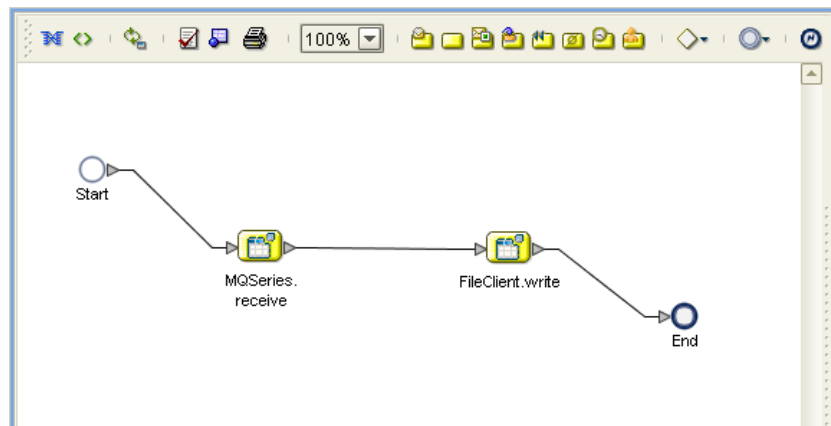 100%
Start
MQSeries.
receive
FileClient.write
End